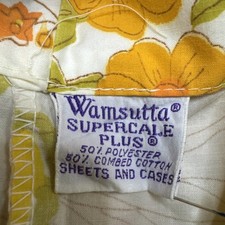 Wamsutta®
SUPERCALE
PLUS®
50% POLYESTER
50% COMBED COTTON
SHEETS AND CASES